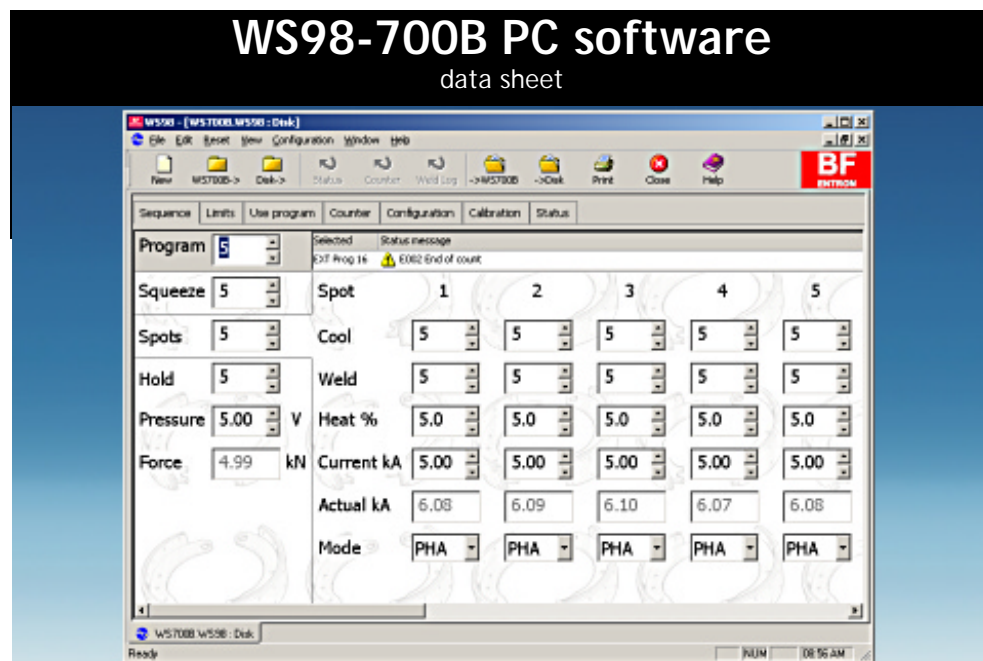 WS98-700B PC software
data sheet
WS98 - [WS700B.WS98 : Disk]
File Edit Reset View Configuration Window Help
New WS700B-> Disk-> Status Counter Weld Log ->WS700B ->Disk Print Close Help
BF
ENTRON
Sequence Limits Use program Counter Configuration Calibration Status
Program 5
Selected Status message
EXT Prog 16 E002 End of count
Squeeze 5 Spot 1 2 3 4 5
Spots 5 Cool 5 5 5 5 5
Hold 5 Weld 5 5 5 5 5
Pressure 5.00 V Heat % 5.0 5.0 5.0 5.0 5.0
Force 4.99 kN Current kA 5.00 5.00 5.00 5.00 5.00
Actual kA 6.08 6.09 6.10 6.07 6.08
Mode PHA PHA PHA PHA PHA
WS700B.WS98 : Disk
Ready NUM 08:56 AM